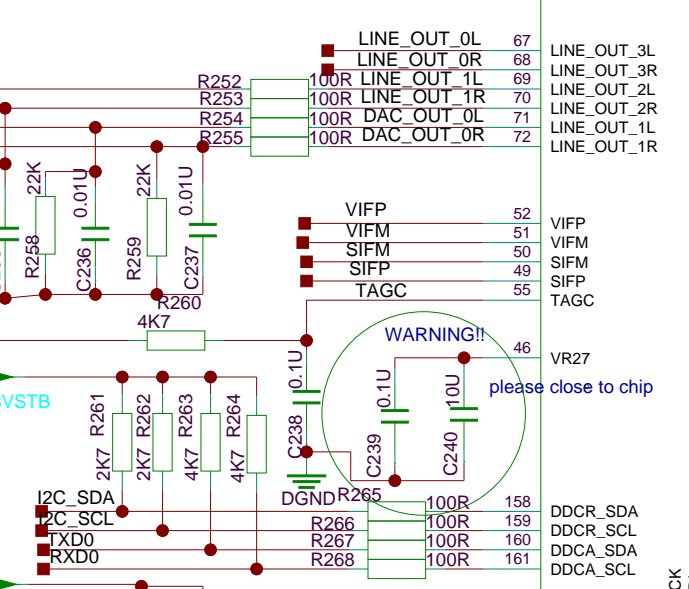 LINE_OUT_0L 67 LINE_OUT_3L
LINE_OUT_0R 68 LINE_OUT_3R
R252 100R LINE_OUT_1L 69 LINE_OUT_2L
R253 100R LINE_OUT_1R 70 LINE_OUT_2R
R254 100R DAC_OUT_0L 71 LINE_OUT_1L
R255 100R DAC_OUT_0R 72 LINE_OUT_1R
22K
R258
0.01U
C236
22K
R259
0.01U
C237
VIFP 52 VIFP
VIFM 51 VIFM
SIFM 50 SIFM
SIFP 49 SIFP
TAGC 55 TAGC
R260
4K7
WARNING!!
46 VR27
please close to chip
0.1U
C238
0.1U
C239
10U
C240
VSTB
R261
2K7
R262
2K7
R263
4K7
R264
4K7
DGND
I2C_SDA R265 100R 158 DDCR_SDA
I2C_SCL R266 100R 159 DDCR_SCL
TXD0 R267 100R 160 DDCA_SDA
RXD0 R268 100R 161 DDCA_SCL
CK